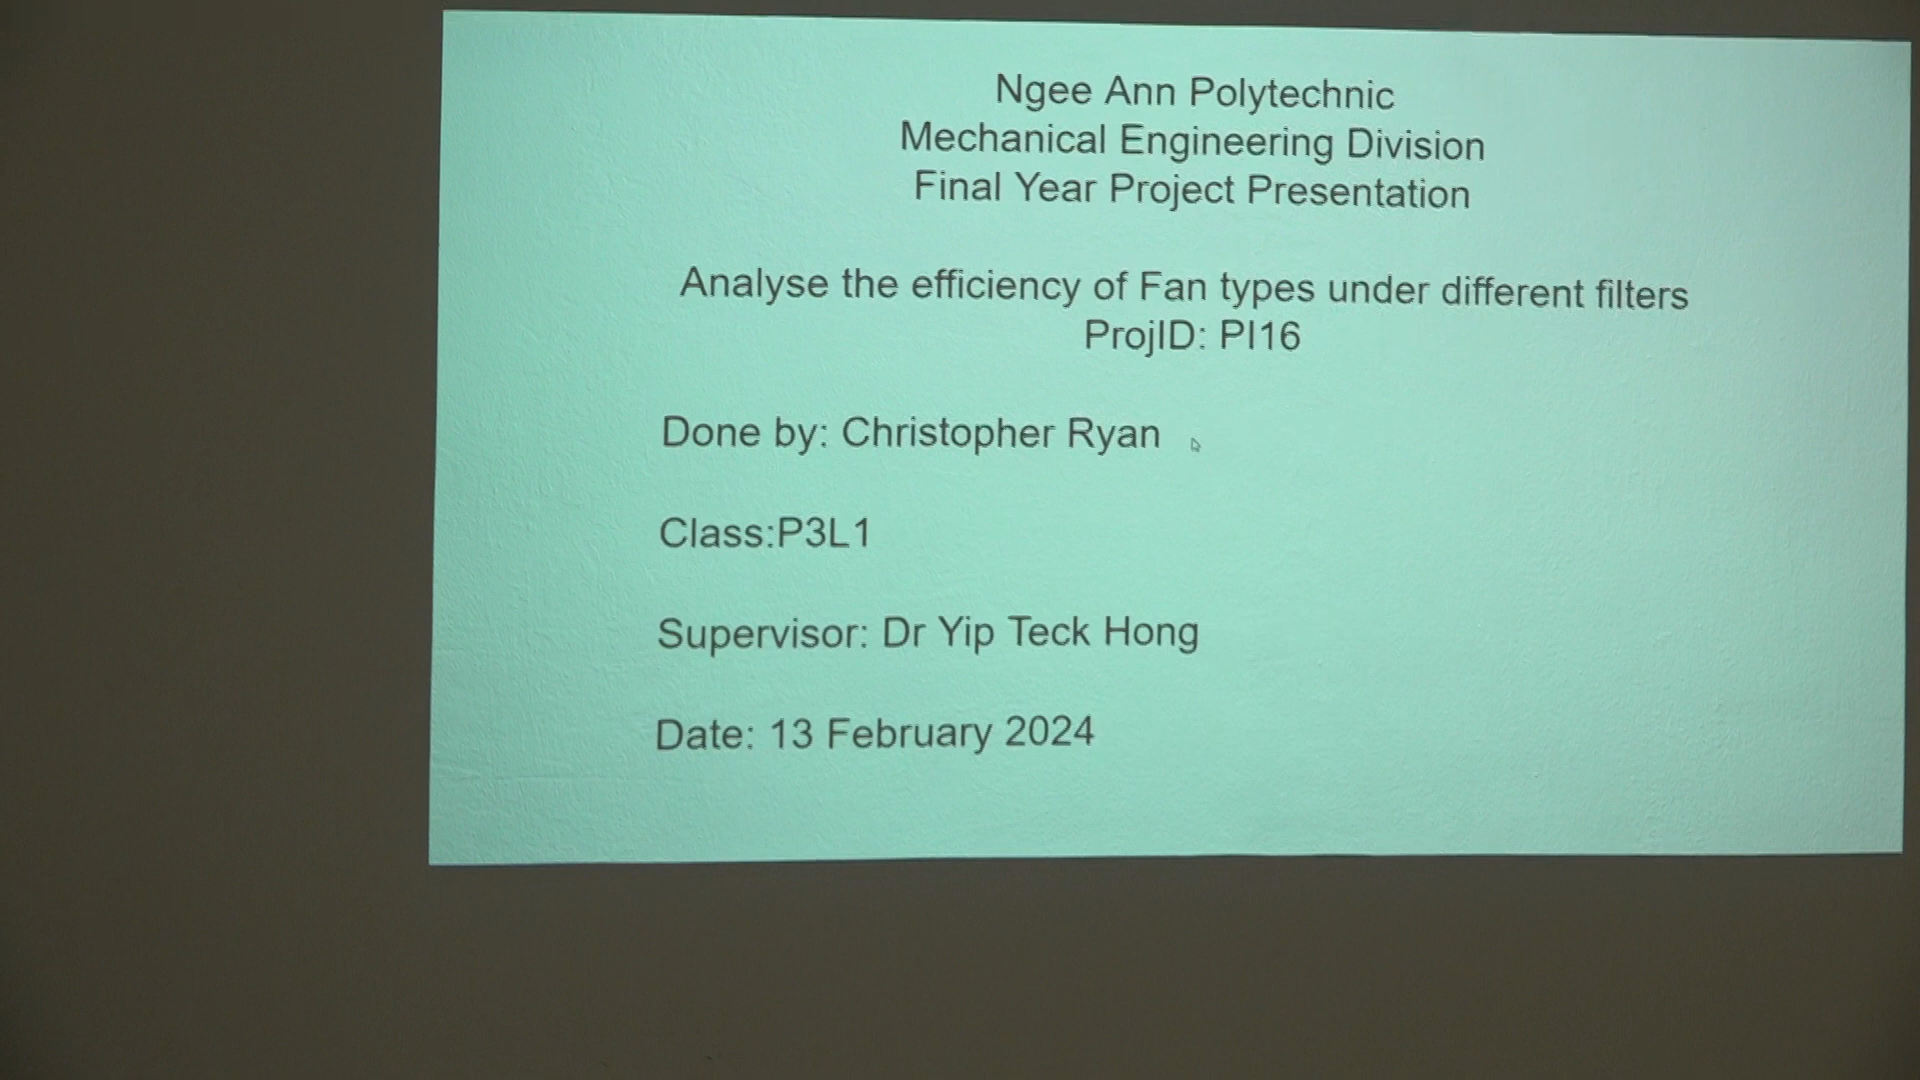 Ngee Ann Polytechnic
Mechanical Engineering Division
Final Year Project Presentation
Analyse the efficiency of Fan types under different filters
ProjID: PI16
Done by: Christopher Ryan
Class:P3L1
Supervisor: Dr Yip Teck Hong
Date: 13 February 2024